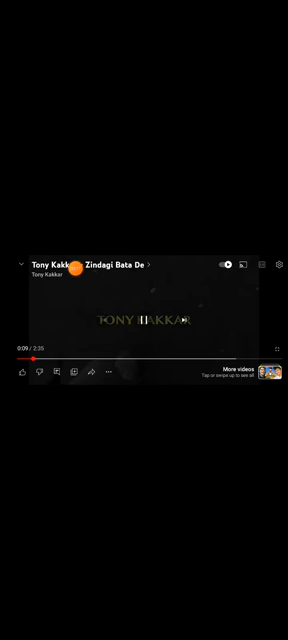 Tony Kakkar Zindagi Bata De
Tony Kakkar
TONY KAKKAR
0:09 / 2:35
More videos
Tap or swipe up to see all